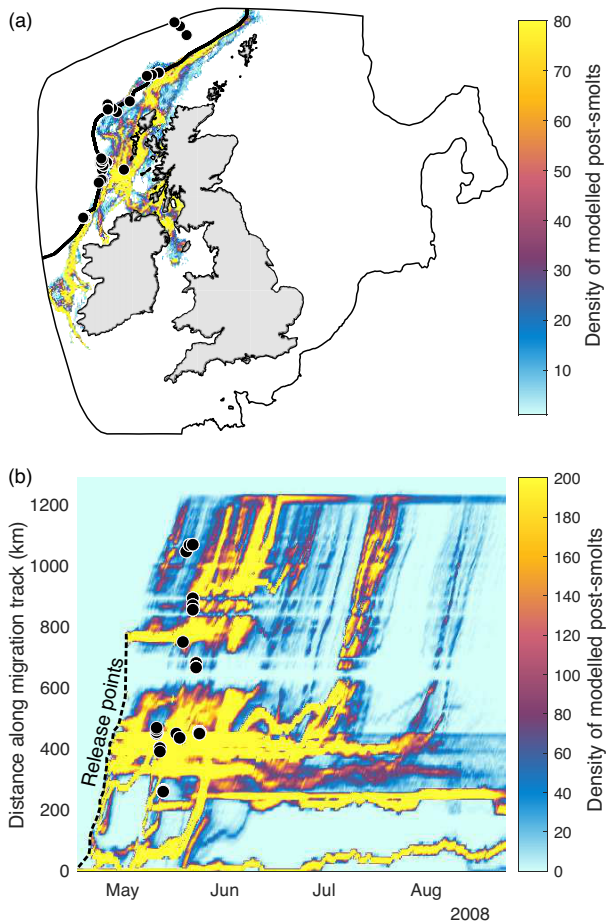 (a)
80
70
60
50
40
30
20
10
Density of modelled post-smolts
(b)
1200
1000
800
600
400
200
0
Distance along migration track (km)
Release points
May
Jun
Jul
Aug
2008
200
180
160
140
120
100
80
60
40
20
0
Density of modelled post-smolts